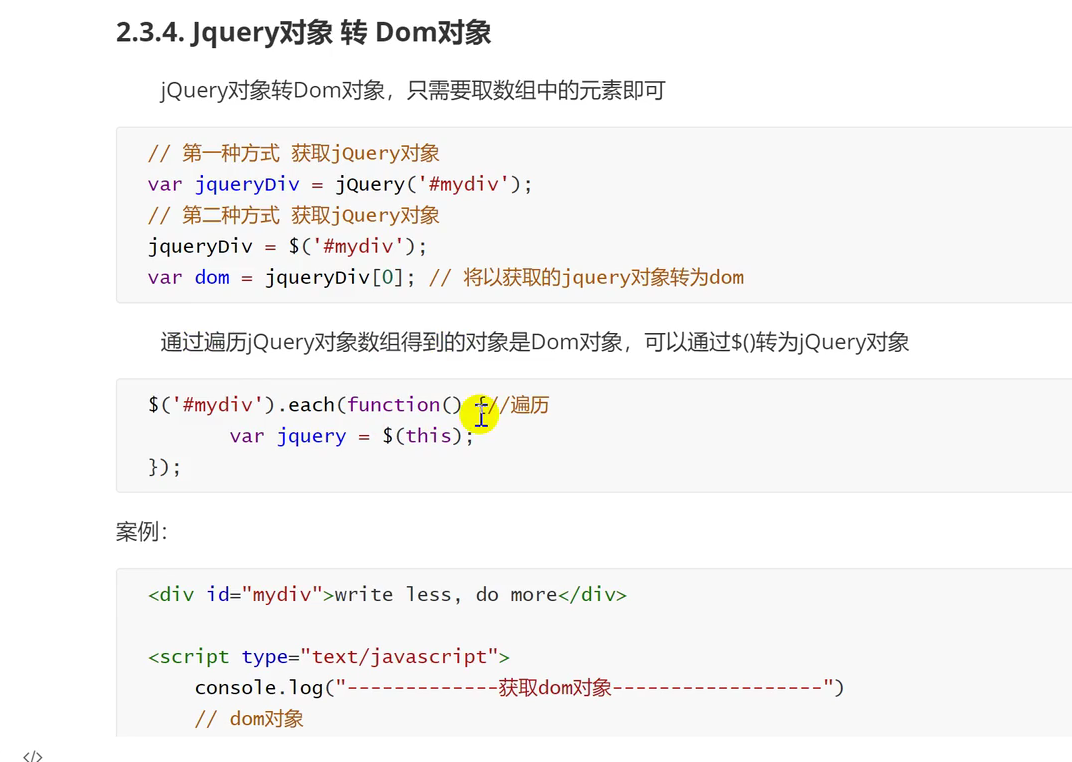 2.3.4. Jquery对象 转 Dom对象
jQuery对象转Dom对象，只需要取数组中的元素即可
// 第一种方式 获取jQuery对象
var jqueryDiv = jQuery('#mydiv');
// 第二种方式 获取jQuery对象
jqueryDiv = $('#mydiv');
var dom = jqueryDiv[0]; // 将以获取的jquery对象转为dom
通过遍历jQuery对象数组得到的对象是Dom对象，可以通过$()转为jQuery对象
$('#mydiv').each(function() {//遍历
var jquery = $(this);
});
案例：
<div id="mydiv">write less, do more</div>
<script type="text/javascript">
console.log("-------------获取dom对象------------------")
// dom对象
</>